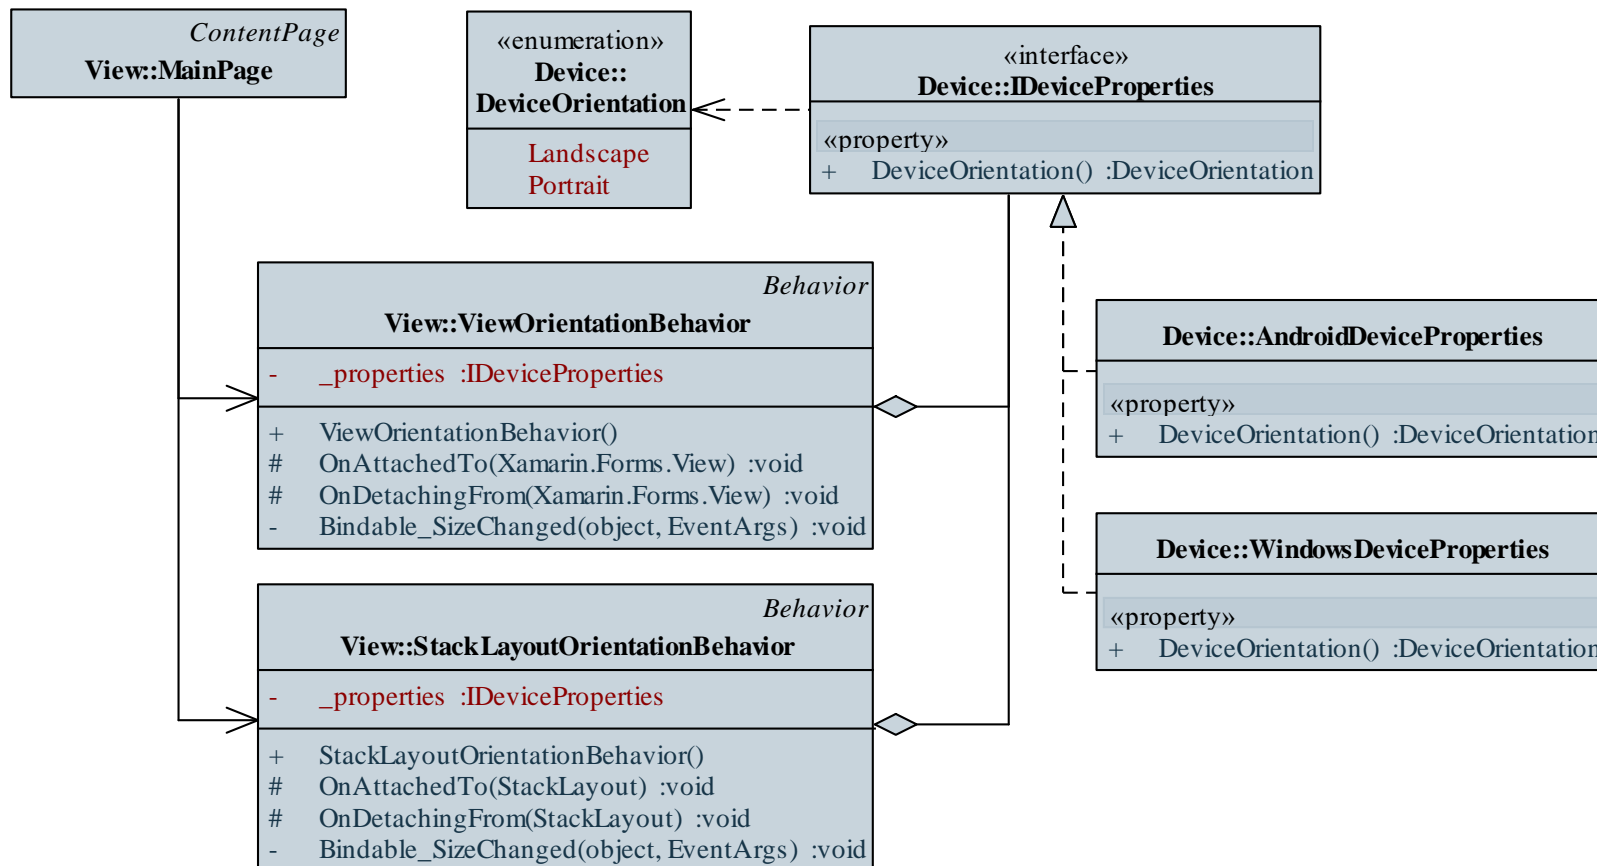 ContentPage
View::MainPage
«enumeration»
Device::
DeviceOrientation
Landscape
Portrait
«interface»
Device::IDeviceProperties
«property»
+ DeviceOrientation() :DeviceOrientation
Behavior
View::ViewOrientationBehavior
- _properties :IDeviceProperties
+ ViewOrientationBehavior()
# OnAttachedTo(Xamarin.Forms.View) :void
# OnDetachingFrom(Xamarin.Forms.View) :void
- Bindable_SizeChanged(object, EventArgs) :void
Device::AndroidDeviceProperties
«property»
+ DeviceOrientation() :DeviceOrientation
Device::WindowsDeviceProperties
«property»
+ DeviceOrientation() :DeviceOrientation
Behavior
View::StackLayoutOrientationBehavior
- _properties :IDeviceProperties
+ StackLayoutOrientationBehavior()
# OnAttachedTo(StackLayout) :void
# OnDetachingFrom(StackLayout) :void
- Bindable_SizeChanged(object, EventArgs) :void